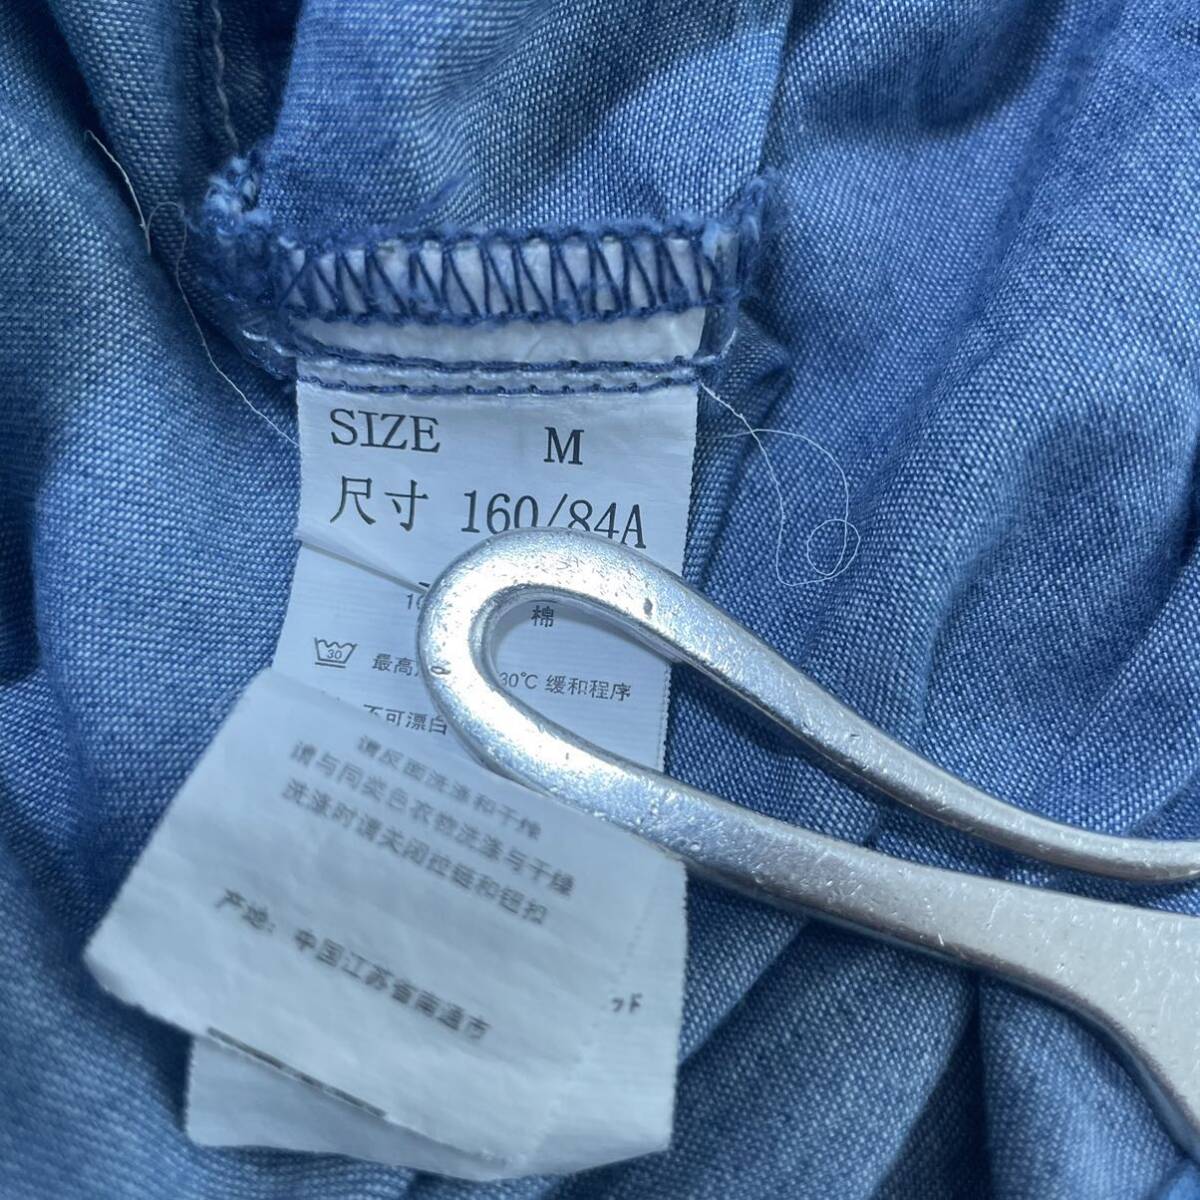 SIZE M
尺寸 160/84A
棉
30
最高 30℃ 缓和程序
不可漂白
请反面洗涤和干燥
请与同类色衣物洗涤与干燥
洗涤时请关闭拉链和钮扣
产地：中国江苏省南通市